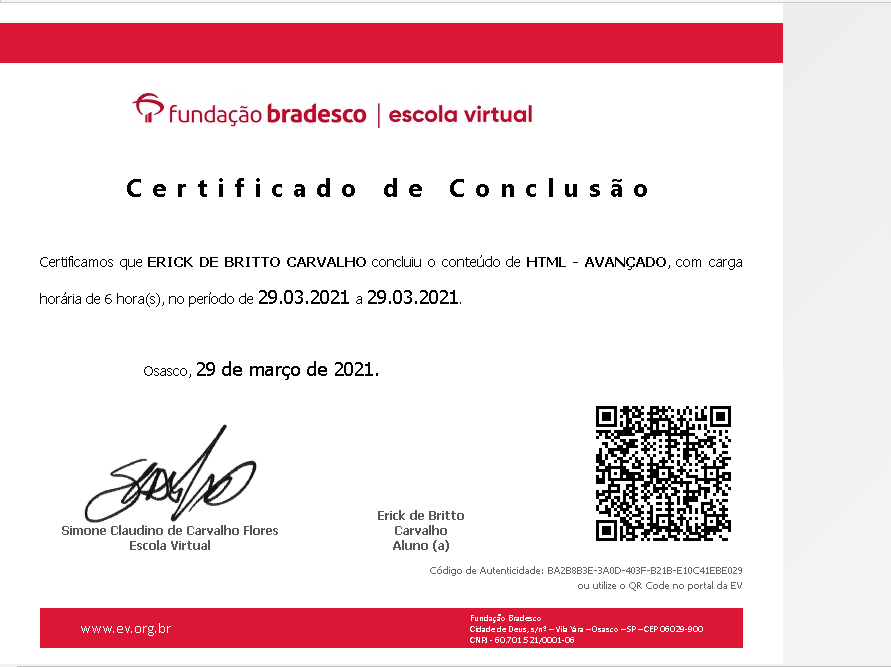 fundação bradesco | escola virtual
Certificado de Conclusão
Certificamos que ERICK DE BRITTO CARVALHO concluiu o conteúdo de HTML - AVANÇADO, com carga
horária de 6 hora(s), no período de 29.03.2021 a 29.03.2021.
Osasco, 29 de março de 2021.
Simone Claudino de Carvalho Flores
Escola Virtual
Erick de Britto
Carvalho
Aluno (a)
Código de Autenticidade: BA2B8B3E-3A0D-403F-B21B-E10C41EBE029
ou utilize o QR Code no portal da EV
www.ev.org.br
Fundação Bradesco
Cidade de Deus, s/nº – Vila Yara – Osasco – SP – CEP 06029-900
CNPJ - 60.701.521/0001-06